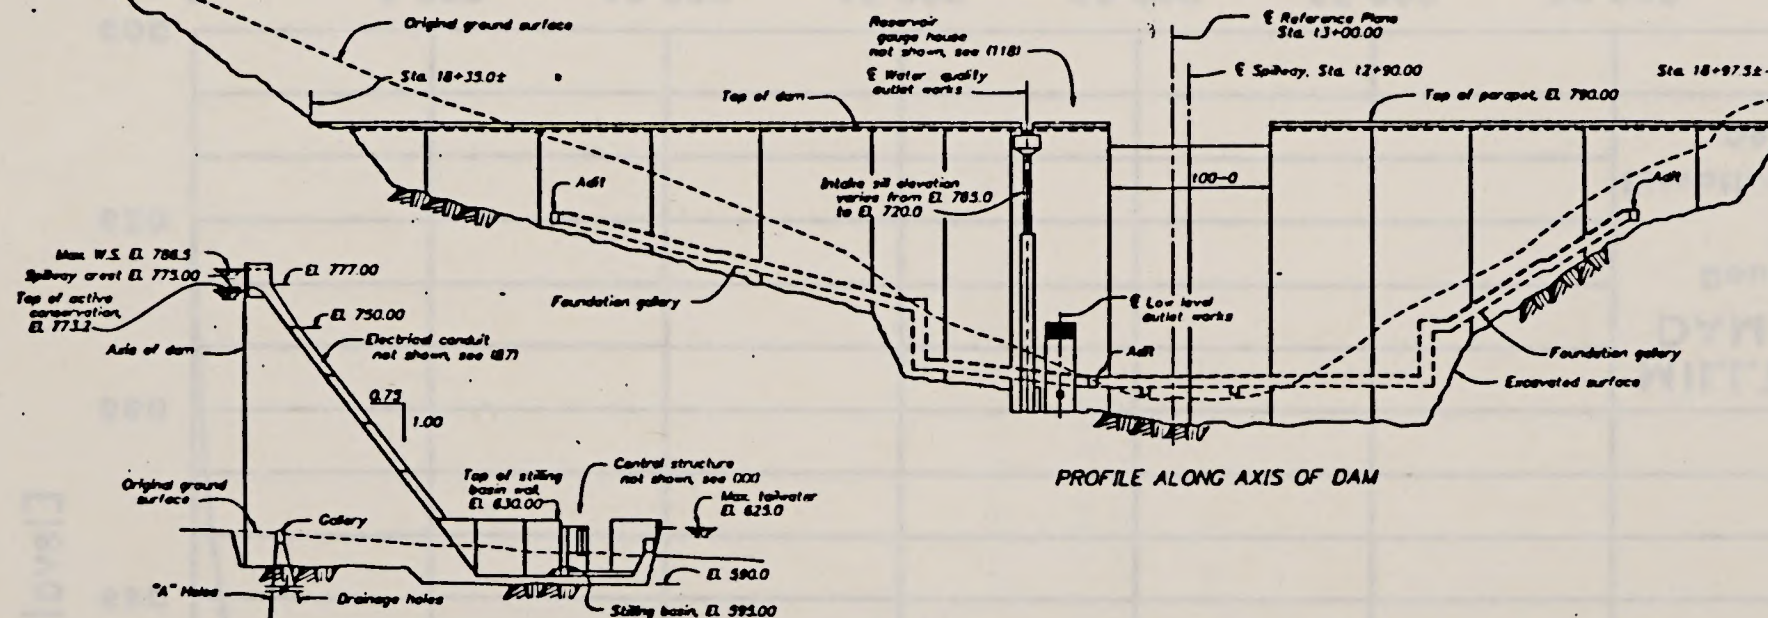 Original ground surface
Sta. 18+35.0±
Top of dam
Reservoir
gauge house
not shown, see (118)
℄ Water quality
outlet works
℄ Reference Plane
Sta. 13+00.00
℄ Spillway, Sta. 12+90.00
Sta. 18+97.5±
Top of parapet, El. 790.00
Adit
Intake sill elevation
varies from El. 765.0
to El. 720.0
100-0
Adit
Foundation gallery
℄ Low level
outlet works
Adit
Foundation gallery
Excavated surface
PROFILE ALONG AXIS OF DAM
Max. W.S. El. 786.5
Spillway crest El. 775.00
Top of active
conservation,
El. 773.2
El. 777.00
El. 750.00
Electrical conduit
not shown, see (87)
Axis of dam
0.75
1.00
Original ground
surface
Gallery
Top of stilling
basin wall,
El. 630.00
Control structure
not shown, see
Max. tailwater
El. 625.0
El. 590.0
"A" Holes
Drainage holes
Stilling basin, El. 595.00